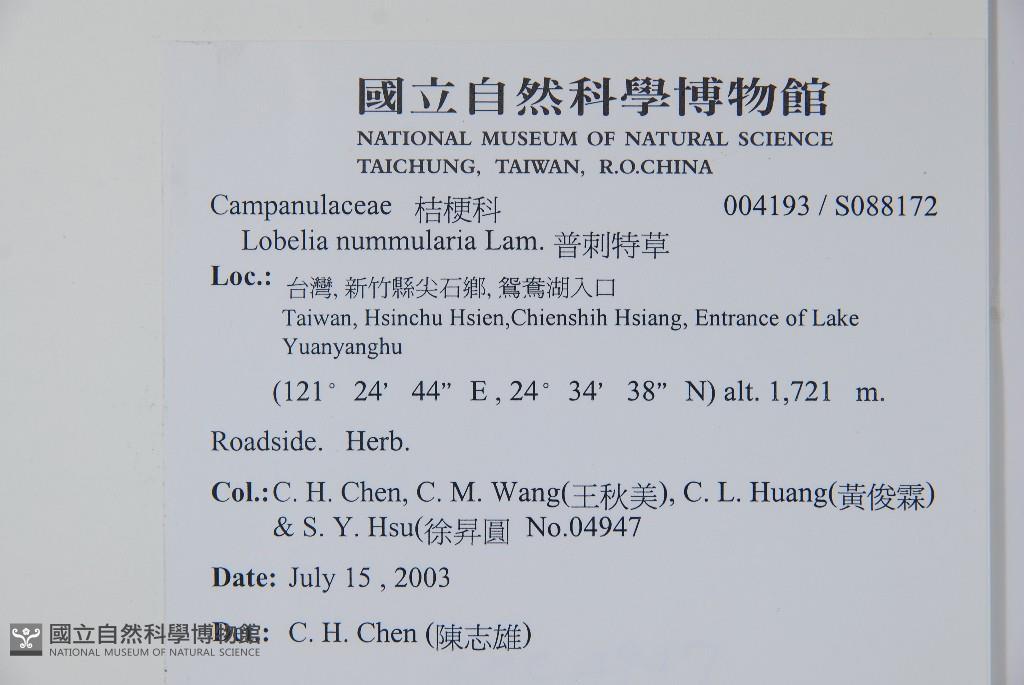 國立自然科學博物館
NATIONAL MUSEUM OF NATURAL SCIENCE
TAICHUNG, TAIWAN, R.O.CHINA
Campanulaceae 桔梗科 004193 / S088172
Lobelia nummularia Lam. 普刺特草
Loc.: 台灣, 新竹縣尖石鄉, 鴛鴦湖入口
Taiwan, Hsinchu Hsien,Chienshih Hsiang, Entrance of Lake
Yuanyanghu
(121° 24' 44" E , 24° 34' 38" N) alt. 1,721 m.
Roadside. Herb.
Col.: C. H. Chen, C. M. Wang(王秋美), C. L. Huang(黃俊霖)
& S. Y. Hsu(徐昇圓 No.04947
Date: July 15 , 2003
Det.: C. H. Chen (陳志雄)
國立自然科學博物館
NATIONAL MUSEUM OF NATURAL SCIENCE